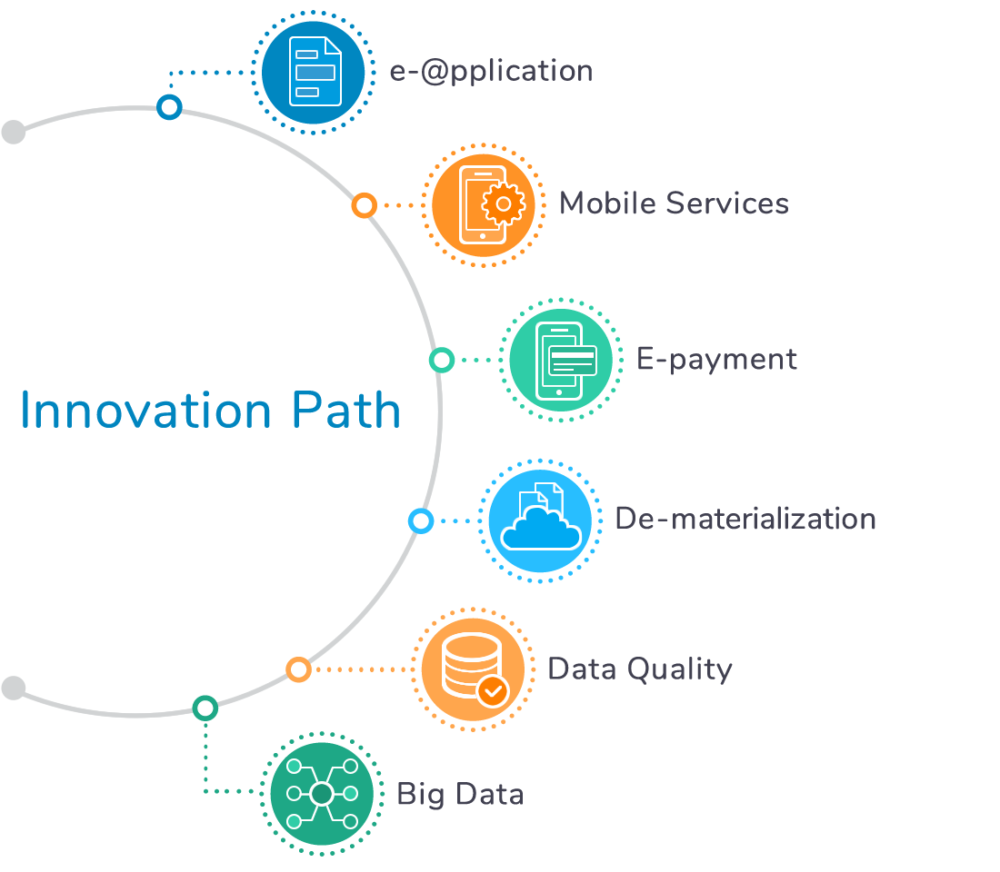 e-@pplication
Mobile Services
E-payment
Innovation Path
De-materialization
Data Quality
Big Data